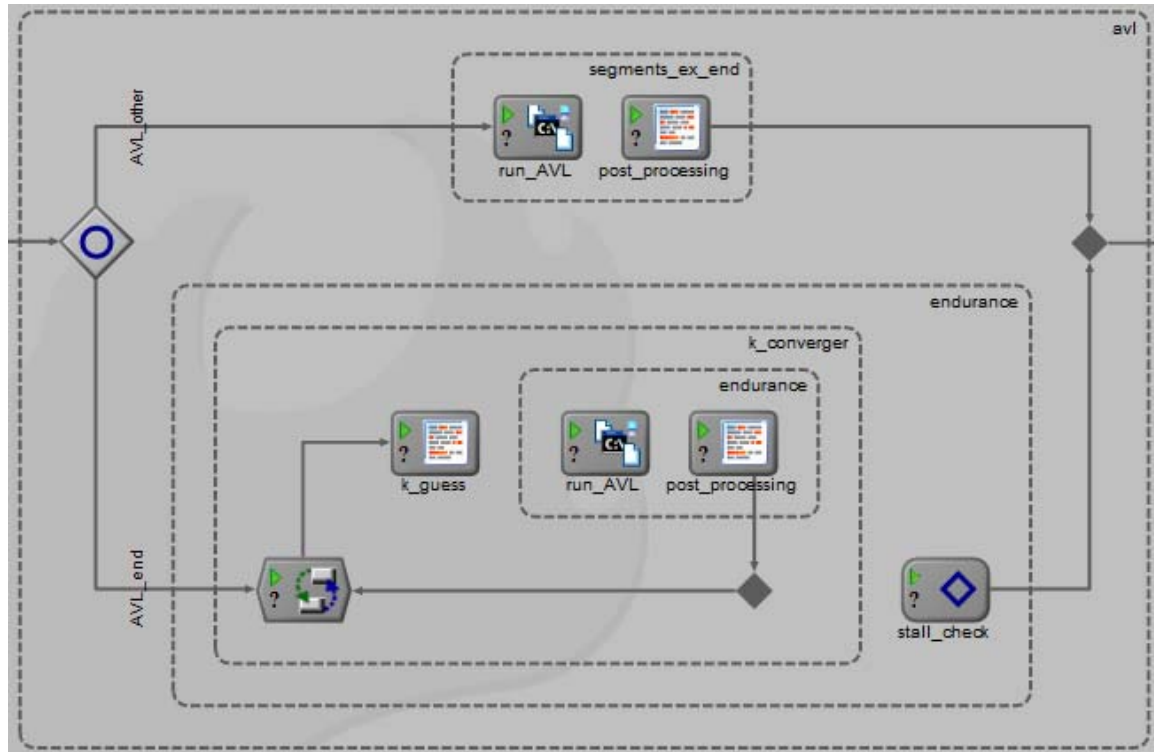 avl
segments_ex_end
AVL_other
?
C:\
?
run_AVL
post_processing
endurance
k_converger
endurance
?
?
C:\
?
k_guess
run_AVL
post_processing
AVL_end
?
?
stall_check